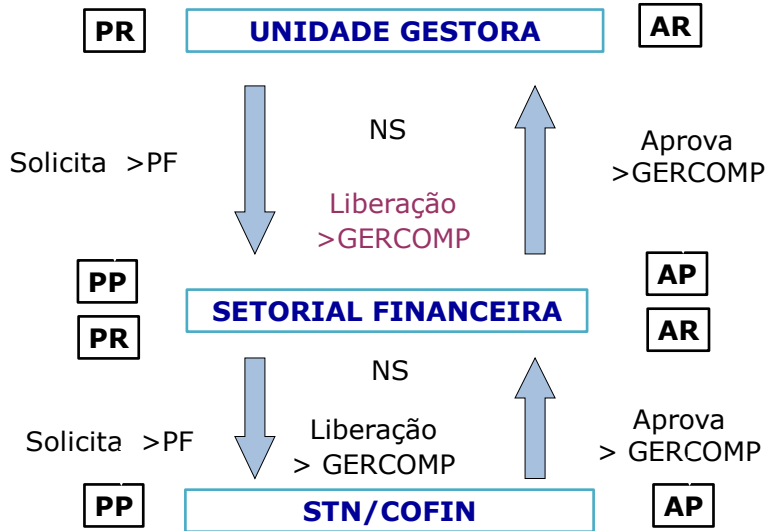 PR
UNIDADE GESTORA
AR
NS
Solicita >PF
Aprova
>GERCOMP
Liberação
>GERCOMP
PP
AP
SETORIAL FINANCEIRA
PR
AR
NS
Solicita >PF
Liberação
> GERCOMP
Aprova
> GERCOMP
PP
STN/COFIN
AP